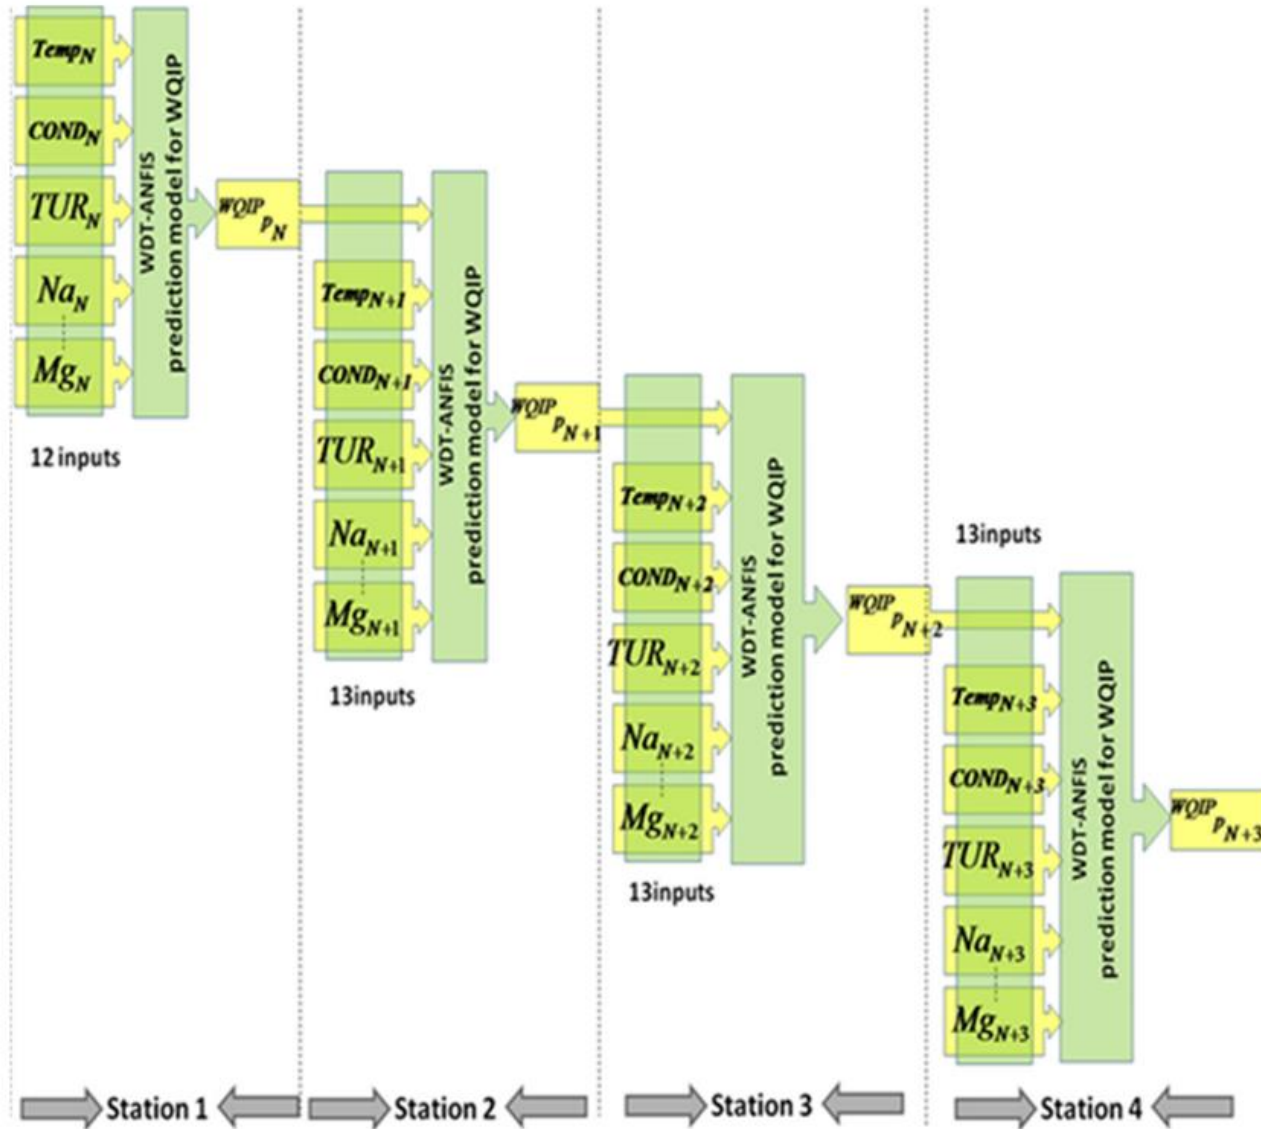 Temp_N
COND_N
TUR_N
Na_N
Mg_N
12 inputs
WDT-ANFIS
prediction model for WQIP
WQIP P_N
Temp_N+1
COND_N+1
TUR_N+1
Na_N+1
Mg_N+1
13inputs
WDT-ANFIS
prediction model for WQIP
WQIP P_N+1
Temp_N+2
COND_N+2
TUR_N+2
Na_N+2
Mg_N+2
13inputs
WDT-ANFIS
prediction model for WQIP
WQIP P_N+2
13inputs
Temp_N+3
COND_N+3
TUR_N+3
Na_N+3
Mg_N+3
WDT-ANFIS
prediction model for WQIP
WQIP P_N+3
Station 1
Station 2
Station 3
Station 4